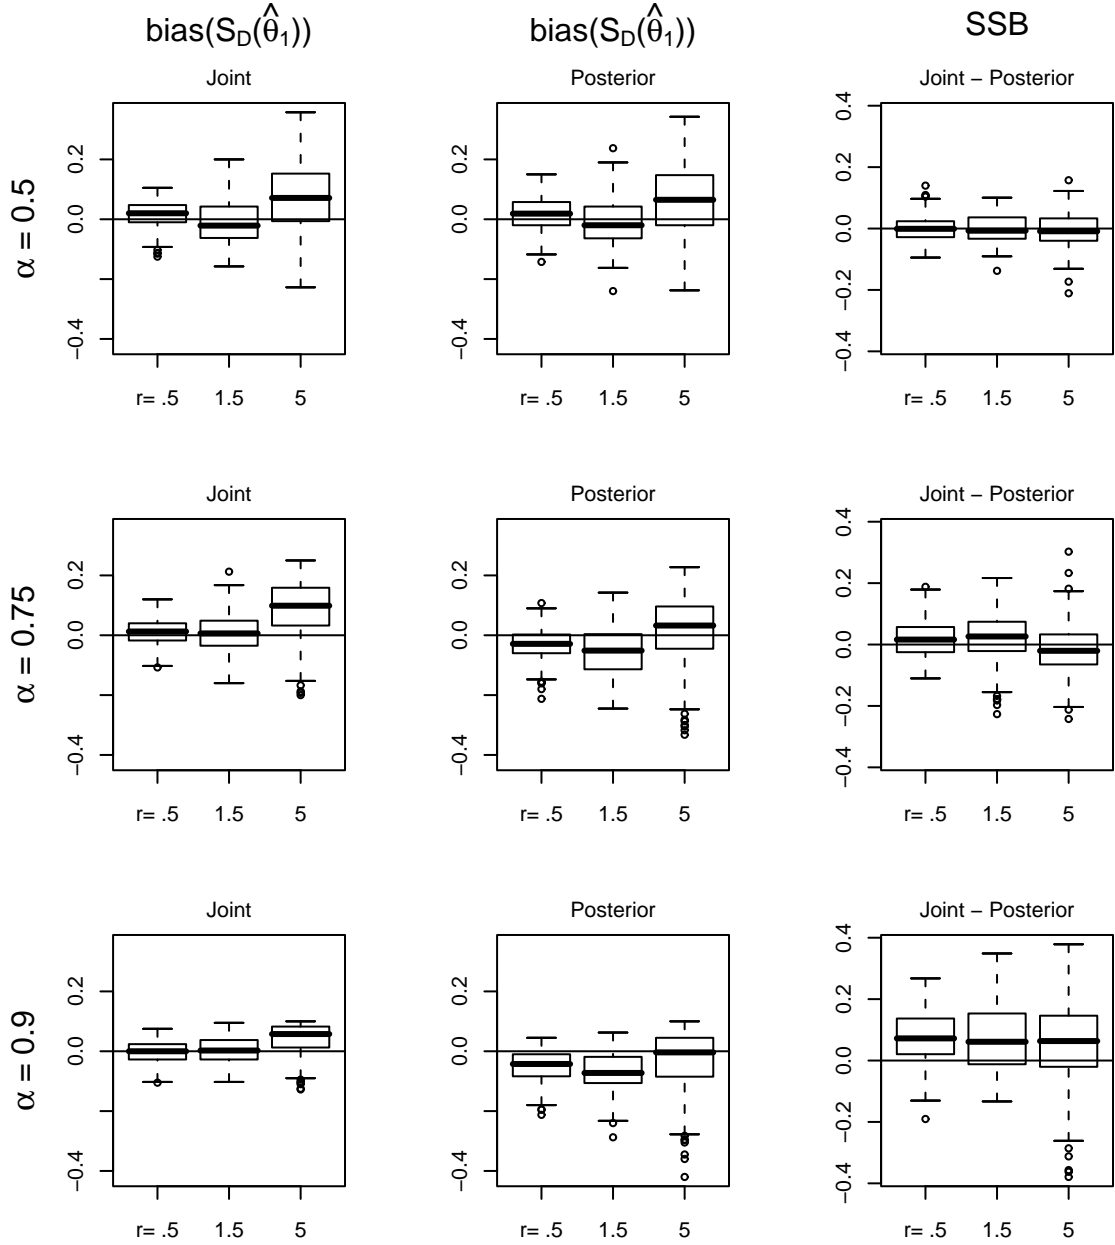 bias(S_D(θ̂₁)) bias(S_D(θ̂₁)) SSB
α = 0.5
Joint
−0.4 0.0 0.2
r= .5 1.5 5
Posterior
−0.4 0.0 0.2
r= .5 1.5 5
Joint − Posterior
−0.4 −0.2 0.0 0.2 0.4
r= .5 1.5 5
α = 0.75
Joint
−0.4 0.0 0.2
r= .5 1.5 5
Posterior
−0.4 0.0 0.2
r= .5 1.5 5
Joint − Posterior
−0.4 −0.2 0.0 0.2 0.4
r= .5 1.5 5
α = 0.9
Joint
−0.4 0.0 0.2
r= .5 1.5 5
Posterior
−0.4 0.0 0.2
r= .5 1.5 5
Joint − Posterior
−0.4 −0.2 0.0 0.2 0.4
r= .5 1.5 5